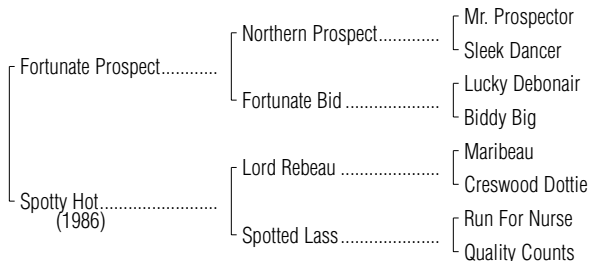 Mr. Prospector
Northern Prospect.............
Sleek Dancer
Fortunate Prospect............
Lucky Debonair
Fortunate Bid ....................
Biddy Big
Maribeau
Lord Rebeau .....................
Creswood Dottie
Spotty Hot.........................
(1986)
Run For Nurse
Spotted Lass.....................
Quality Counts